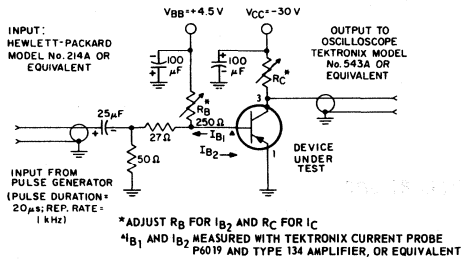 INPUT:
HEWLETT-PACKARD
MODEL No. 214A OR
EQUIVALENT
VBB=+4.5 V
VCC=-30 V
OUTPUT TO
OSCILLOSCOPE
TEKTRONIX MODEL
No. 543A OR
EQUIVALENT
100
μF
100
μF
RC*
*
RB
250Ω
25μF
27Ω
50Ω
IB1▲
IB2
3
1
DEVICE
UNDER
TEST
INPUT FROM
PULSE GENERATOR
(PULSE DURATION=
20μs; REP. RATE=
1 kHz)
*ADJUST RB FOR IB2 AND RC FOR IC
▲IB1 AND IB2 MEASURED WITH TEKTRONIX CURRENT PROBE
P6019 AND TYPE 134 AMPLIFIER, OR EQUIVALENT